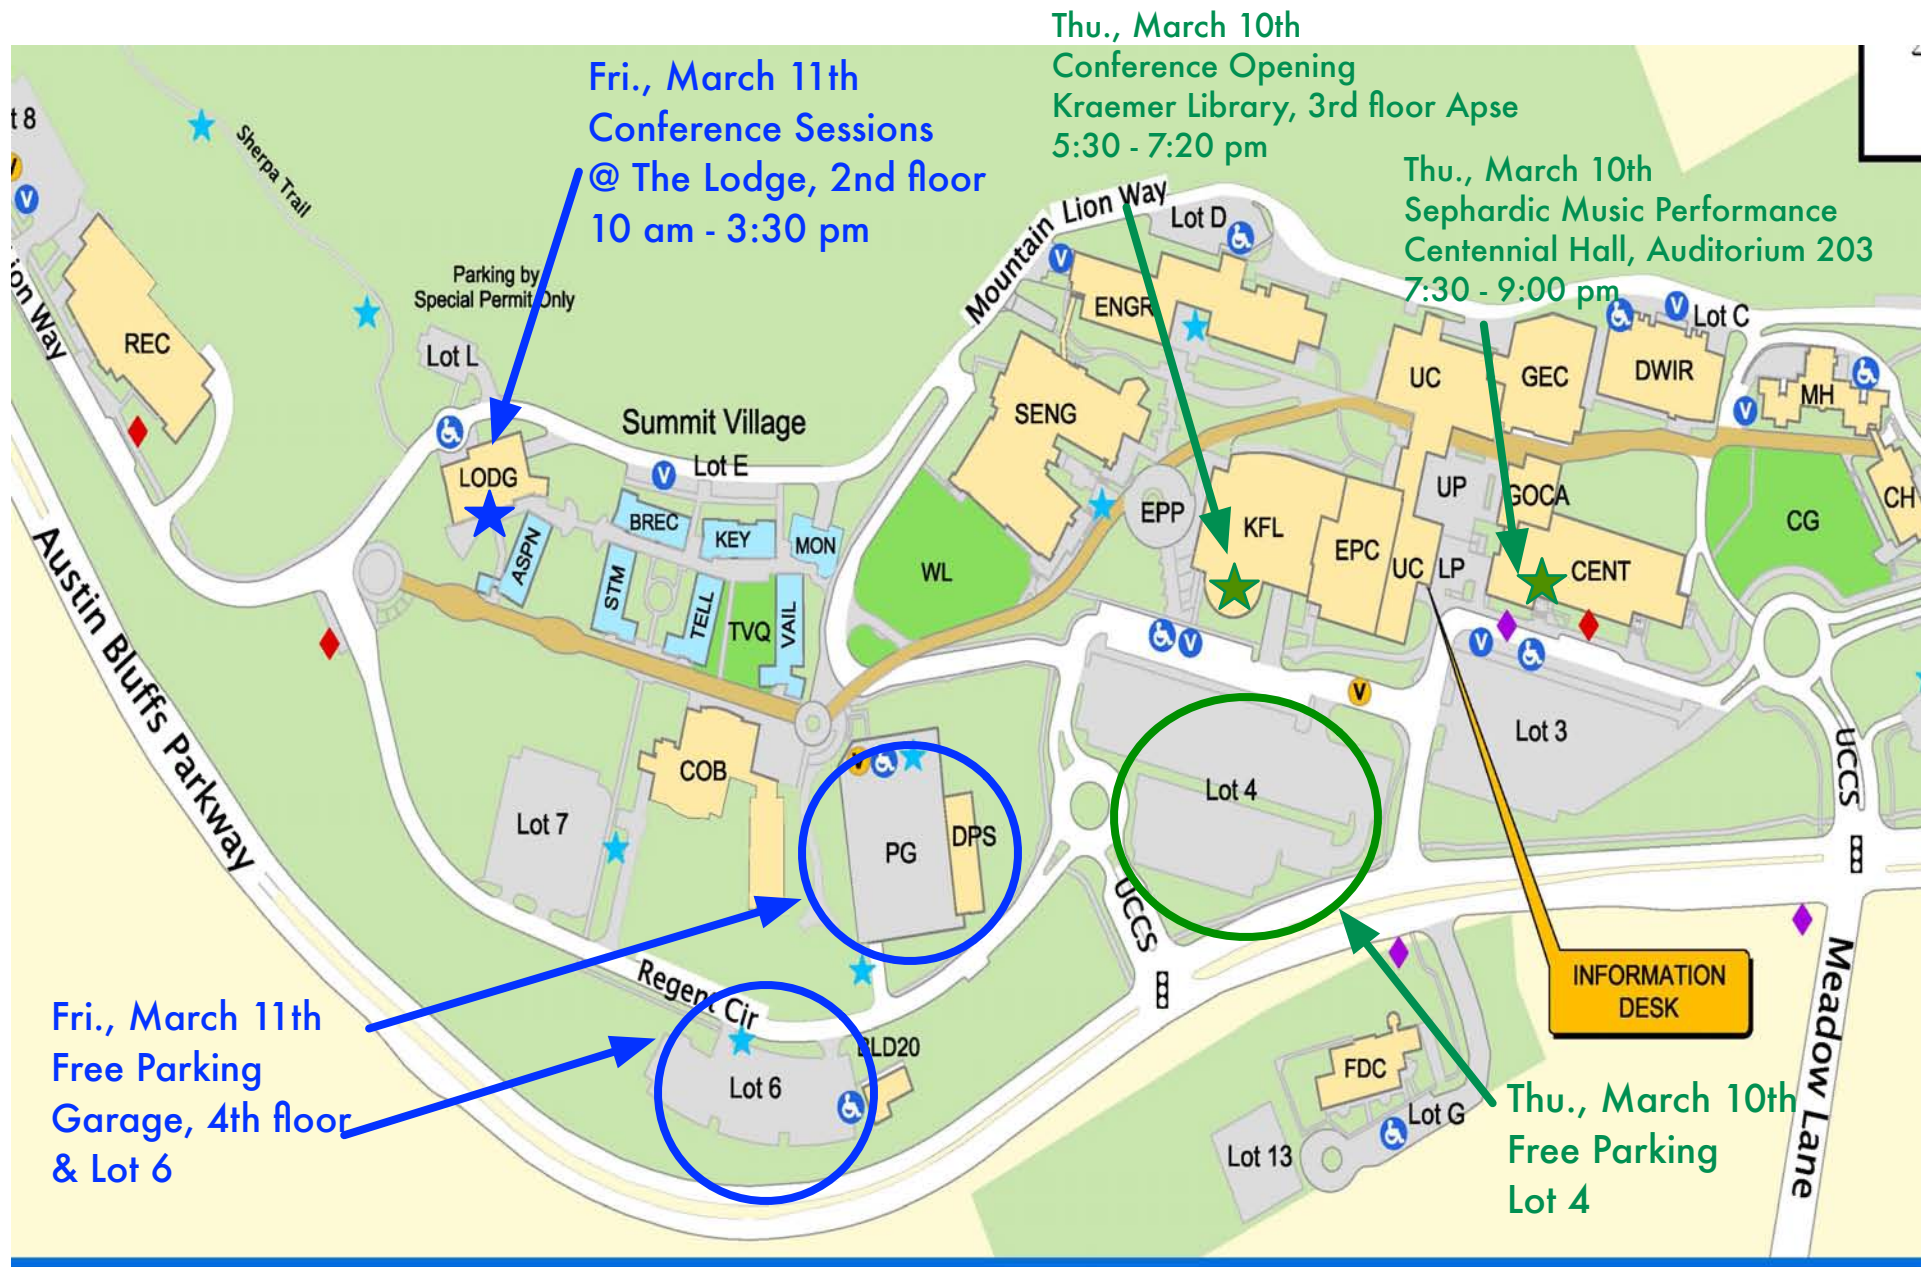 Thu., March 10th
Conference Opening
Kraemer Library, 3rd floor Apse
5:30 - 7:20 pm
Fri., March 11th
Conference Sessions
@ The Lodge, 2nd floor
10 am - 3:30 pm
Thu., March 10th
Sephardic Music Performance
Centennial Hall, Auditorium 203
7:30 - 9:00 pm
t 8
V
V
Sherpa Trail
ion Way
REC
Parking by
Special Permit Only
Lot L
Mountain Lion Way
Lot D
V
ENGR
V
Lot C
UC
GEC
DWIR
MH
V
Summit Village
SENG
Lot E
V
LODG
BREC
KEY
MON
ASPN
STM
TELL
TVQ
VAIL
WL
EPP
KFL
EPC
UC
LP
UP
GOCA
CENT
CG
CH
V
V
V
Austin Bluffs Parkway
COB
Lot 7
V
PG
DPS
Lot 4
Lot 3
UCCS
UCCS
Regent Cir
Lot 6
BLD20
INFORMATION
DESK
FDC
Lot G
Lot 13
Meadow Lane
Fri., March 11th
Free Parking
Garage, 4th floor
& Lot 6
Thu., March 10th
Free Parking
Lot 4